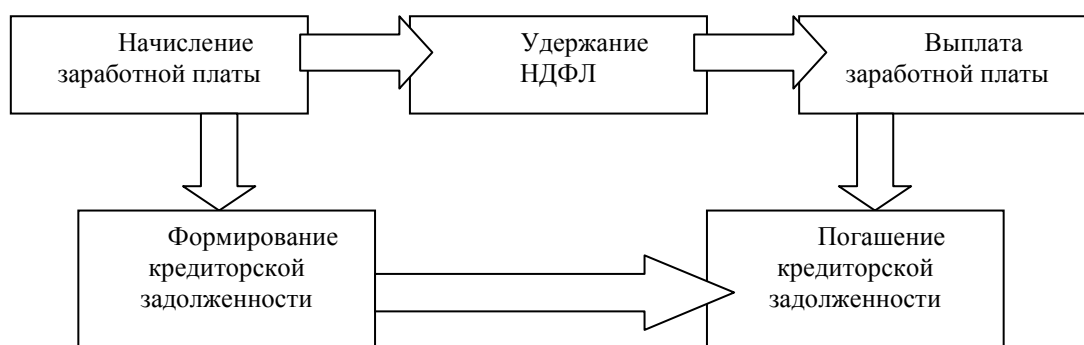 Начисление
заработной платы
Удержание
НДФЛ
Выплата
заработной платы
Формирование
кредиторской
задолженности
Погашение
кредиторской
задолженности